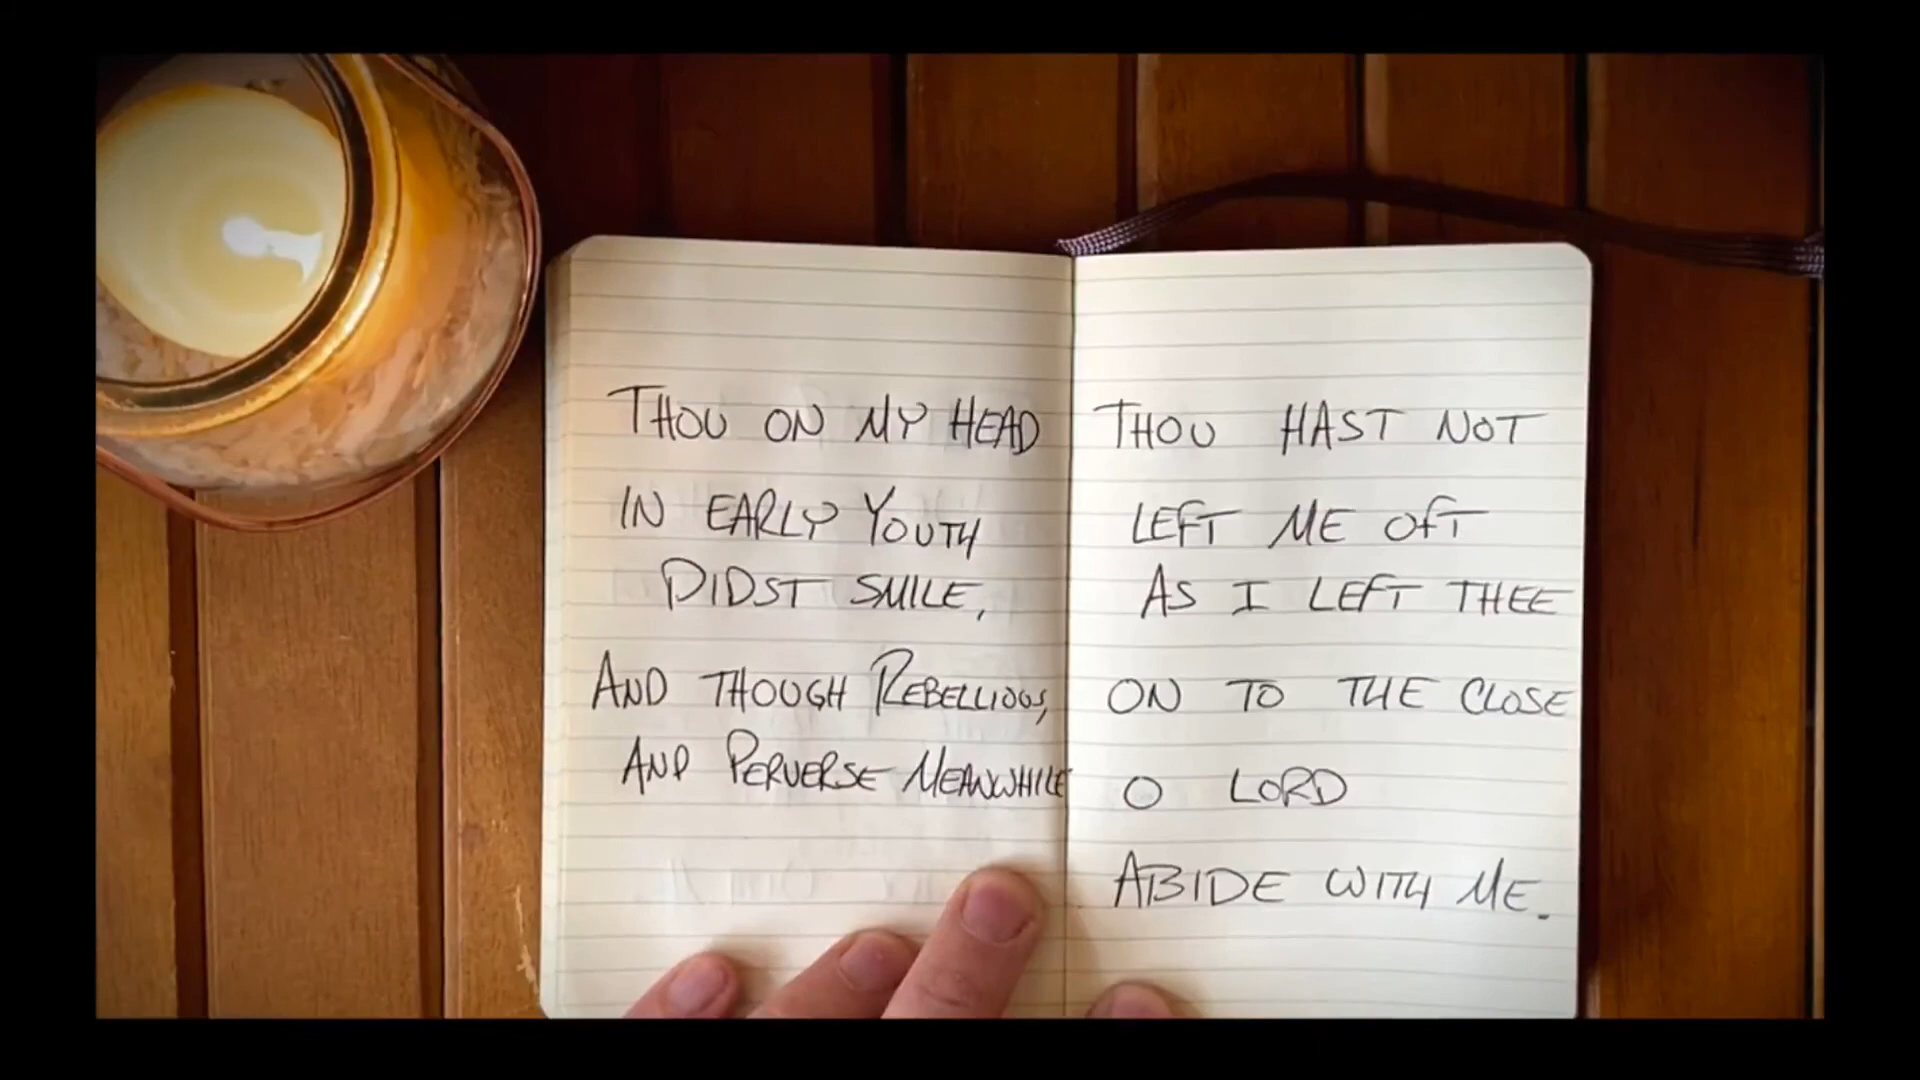 THOU ON MY HEAD
IN EARLY YOUTH
DIDST SMILE,
AND THOUGH REBELLIOUS,
AND PERVERSE MEANWHILE
THOU HAST NOT
LEFT ME OFT
AS I LEFT THEE
ON TO THE CLOSE
O LORD
ABIDE WITH ME.